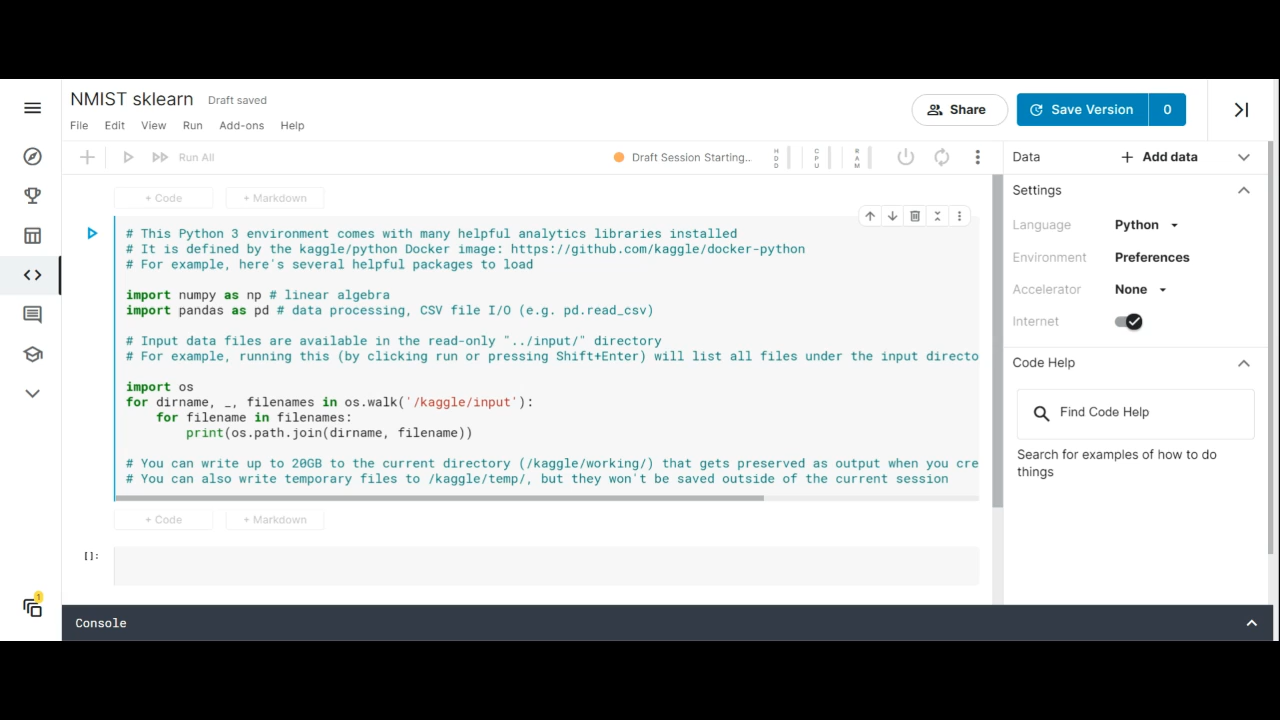 NMIST sklearn Draft saved
Share
Save Version 0
File Edit View Run Add-ons Help
Run All
Draft Session Starting..
HDD
CPU
RAM
Data
+ Add data
+ Code + Markdown
# This Python 3 environment comes with many helpful analytics libraries installed
# It is defined by the kaggle/python Docker image: https://github.com/kaggle/docker-python
# For example, here's several helpful packages to load
import numpy as np # linear algebra
import pandas as pd # data processing, CSV file I/O (e.g. pd.read_csv)
# Input data files are available in the read-only "../input/" directory
# For example, running this (by clicking run or pressing Shift+Enter) will list all files under the input directo
import os
for dirname, _, filenames in os.walk('/kaggle/input'):
    for filename in filenames:
        print(os.path.join(dirname, filename))
# You can write up to 20GB to the current directory (/kaggle/working/) that gets preserved as output when you cre
# You can also write temporary files to /kaggle/temp/, but they won't be saved outside of the current session
+ Code + Markdown
[]:
Settings
Language Python
Environment Preferences
Accelerator None
Internet
Code Help
Find Code Help
Search for examples of how to do
things
1
Console